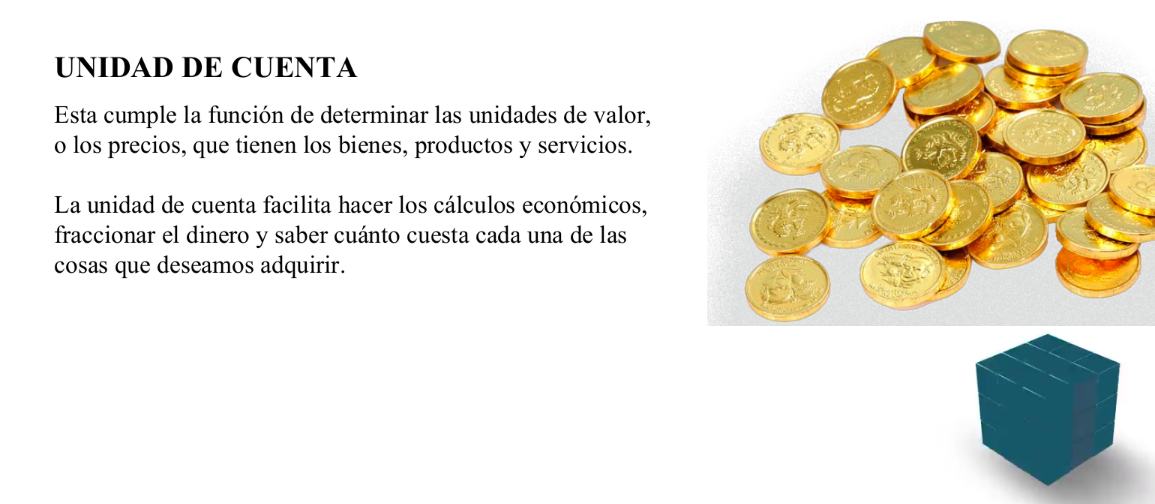 UNIDAD DE CUENTA
Esta cumple la función de determinar las unidades de valor,
o los precios, que tienen los bienes, productos y servicios.
La unidad de cuenta facilita hacer los cálculos económicos,
fraccionar el dinero y saber cuánto cuesta cada una de las
cosas que deseamos adquirir.